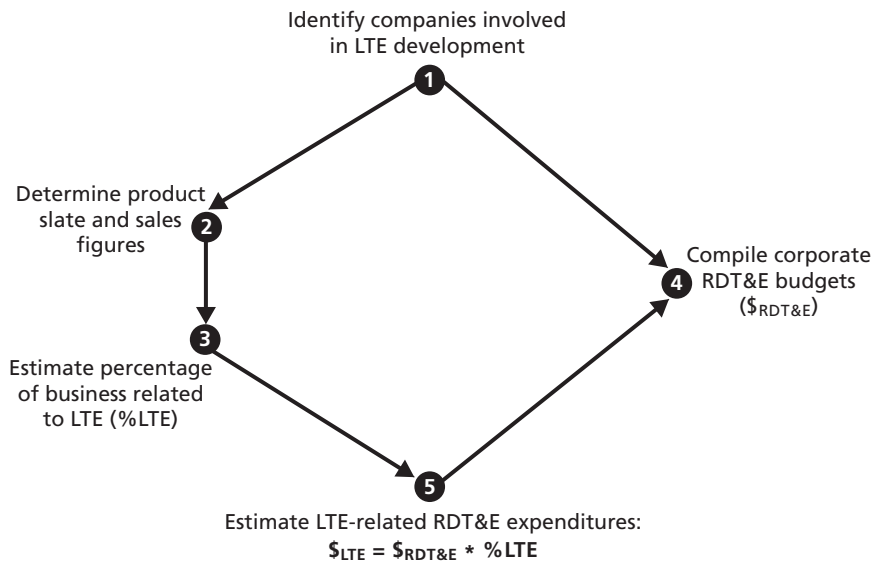 Identify companies involved
in LTE development
1
Determine product
slate and sales
figures
2
3
Estimate percentage
of business related
to LTE (%LTE)
4
Compile corporate
RDT&E budgets
($RDT&E)
5
Estimate LTE-related RDT&E expenditures:
$LTE = $RDT&E * %LTE